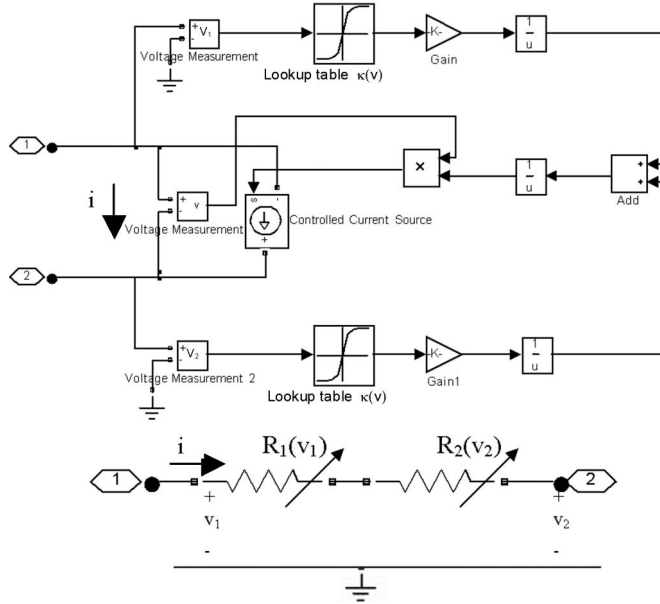 + V₁
-
Voltage Measurement
Lookup table κ(v)
-K-
Gain
1
u
1
i
+ v
-
Voltage Measurement
s -
+
Controlled Current Source
×
1
u
+
+
Add
2
+ V₂
-
Voltage Measurement 2
Lookup table κ(v)
-K-
Gain1
1
u
i
R₁(v₁)
R₂(v₂)
1
2
+
v₁
-
+
v₂
-